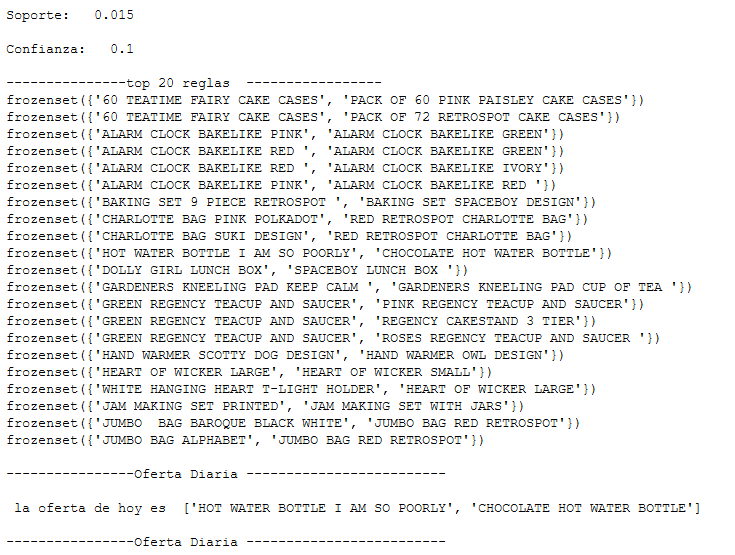 Soporte:   0.015
Confianza:   0.1
---------------top 20 reglas  -----------------
frozenset({'60 TEATIME FAIRY CAKE CASES', 'PACK OF 60 PINK PAISLEY CAKE CASES'})
frozenset({'60 TEATIME FAIRY CAKE CASES', 'PACK OF 72 RETROSPOT CAKE CASES'})
frozenset({'ALARM CLOCK BAKELIKE PINK', 'ALARM CLOCK BAKELIKE GREEN'})
frozenset({'ALARM CLOCK BAKELIKE RED ', 'ALARM CLOCK BAKELIKE GREEN'})
frozenset({'ALARM CLOCK BAKELIKE RED ', 'ALARM CLOCK BAKELIKE IVORY'})
frozenset({'ALARM CLOCK BAKELIKE PINK', 'ALARM CLOCK BAKELIKE RED '})
frozenset({'BAKING SET 9 PIECE RETROSPOT ', 'BAKING SET SPACEBOY DESIGN'})
frozenset({'CHARLOTTE BAG PINK POLKADOT', 'RED RETROSPOT CHARLOTTE BAG'})
frozenset({'CHARLOTTE BAG SUKI DESIGN', 'RED RETROSPOT CHARLOTTE BAG'})
frozenset({'HOT WATER BOTTLE I AM SO POORLY', 'CHOCOLATE HOT WATER BOTTLE'})
frozenset({'DOLLY GIRL LUNCH BOX', 'SPACEBOY LUNCH BOX '})
frozenset({'GARDENERS KNEELING PAD KEEP CALM ', 'GARDENERS KNEELING PAD CUP OF TEA '})
frozenset({'GREEN REGENCY TEACUP AND SAUCER', 'PINK REGENCY TEACUP AND SAUCER'})
frozenset({'GREEN REGENCY TEACUP AND SAUCER', 'REGENCY CAKESTAND 3 TIER'})
frozenset({'GREEN REGENCY TEACUP AND SAUCER', 'ROSES REGENCY TEACUP AND SAUCER '})
frozenset({'HAND WARMER SCOTTY DOG DESIGN', 'HAND WARMER OWL DESIGN'})
frozenset({'HEART OF WICKER LARGE', 'HEART OF WICKER SMALL'})
frozenset({'WHITE HANGING HEART T-LIGHT HOLDER', 'HEART OF WICKER LARGE'})
frozenset({'JAM MAKING SET PRINTED', 'JAM MAKING SET WITH JARS'})
frozenset({'JUMBO  BAG BAROQUE BLACK WHITE', 'JUMBO BAG RED RETROSPOT'})
frozenset({'JUMBO BAG ALPHABET', 'JUMBO BAG RED RETROSPOT'})
----------------Oferta Diaria -------------------------
la oferta de hoy es  ['HOT WATER BOTTLE I AM SO POORLY', 'CHOCOLATE HOT WATER BOTTLE']
----------------Oferta Diaria -------------------------